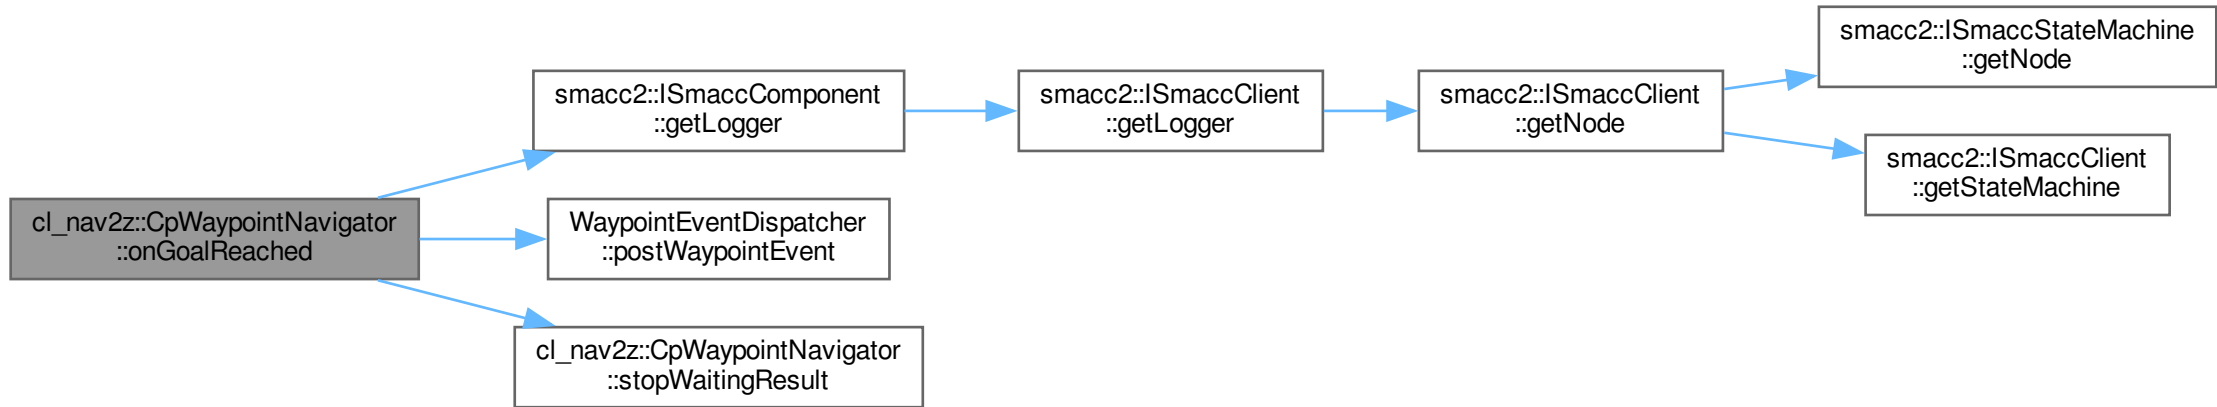 cl_nav2z::CpWaypointNavigator
::onGoalReached
smacc2::ISmaccComponent
::getLogger
smacc2::ISmaccClient
::getLogger
smacc2::ISmaccClient
::getNode
smacc2::ISmaccStateMachine
::getNode
smacc2::ISmaccClient
::getStateMachine
WaypointEventDispatcher
::postWaypointEvent
cl_nav2z::CpWaypointNavigator
::stopWaitingResult